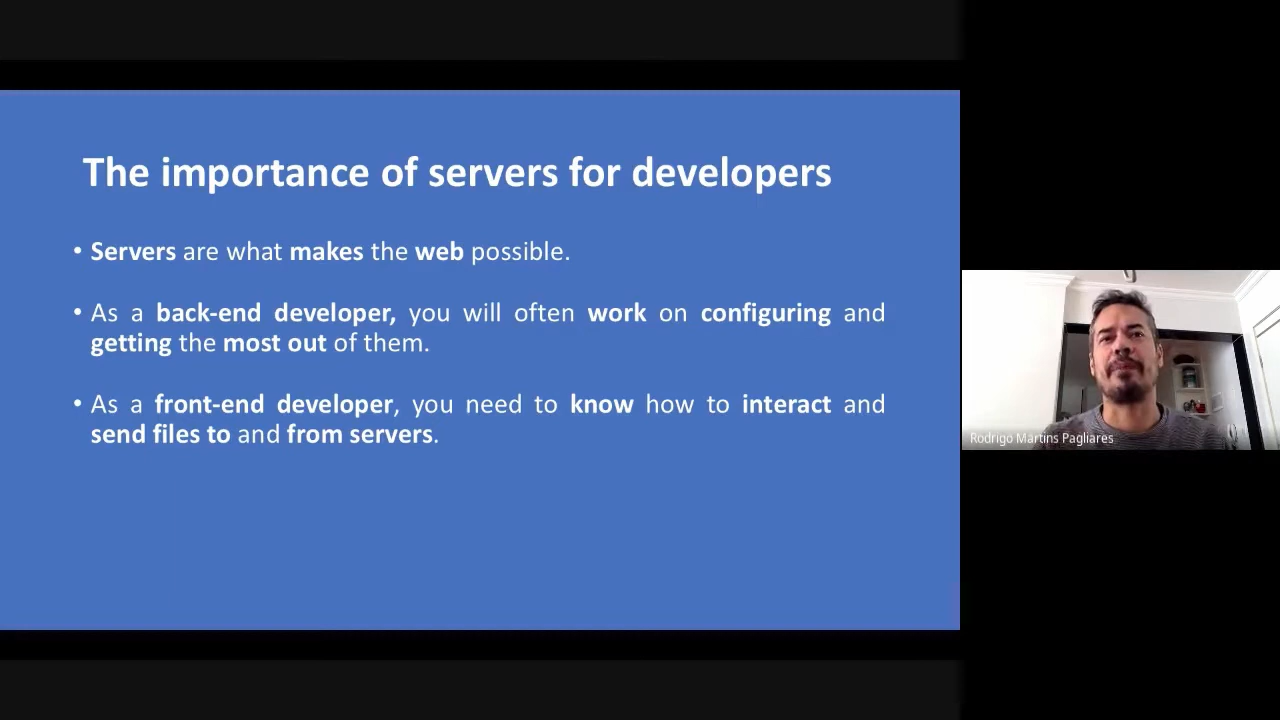 The importance of servers for developers
• Servers are what makes the web possible.
• As a back-end developer, you will often work on configuring and
getting the most out of them.
• As a front-end developer, you need to know how to interact and
send files to and from servers.
Rodrigo Martins Pagliares